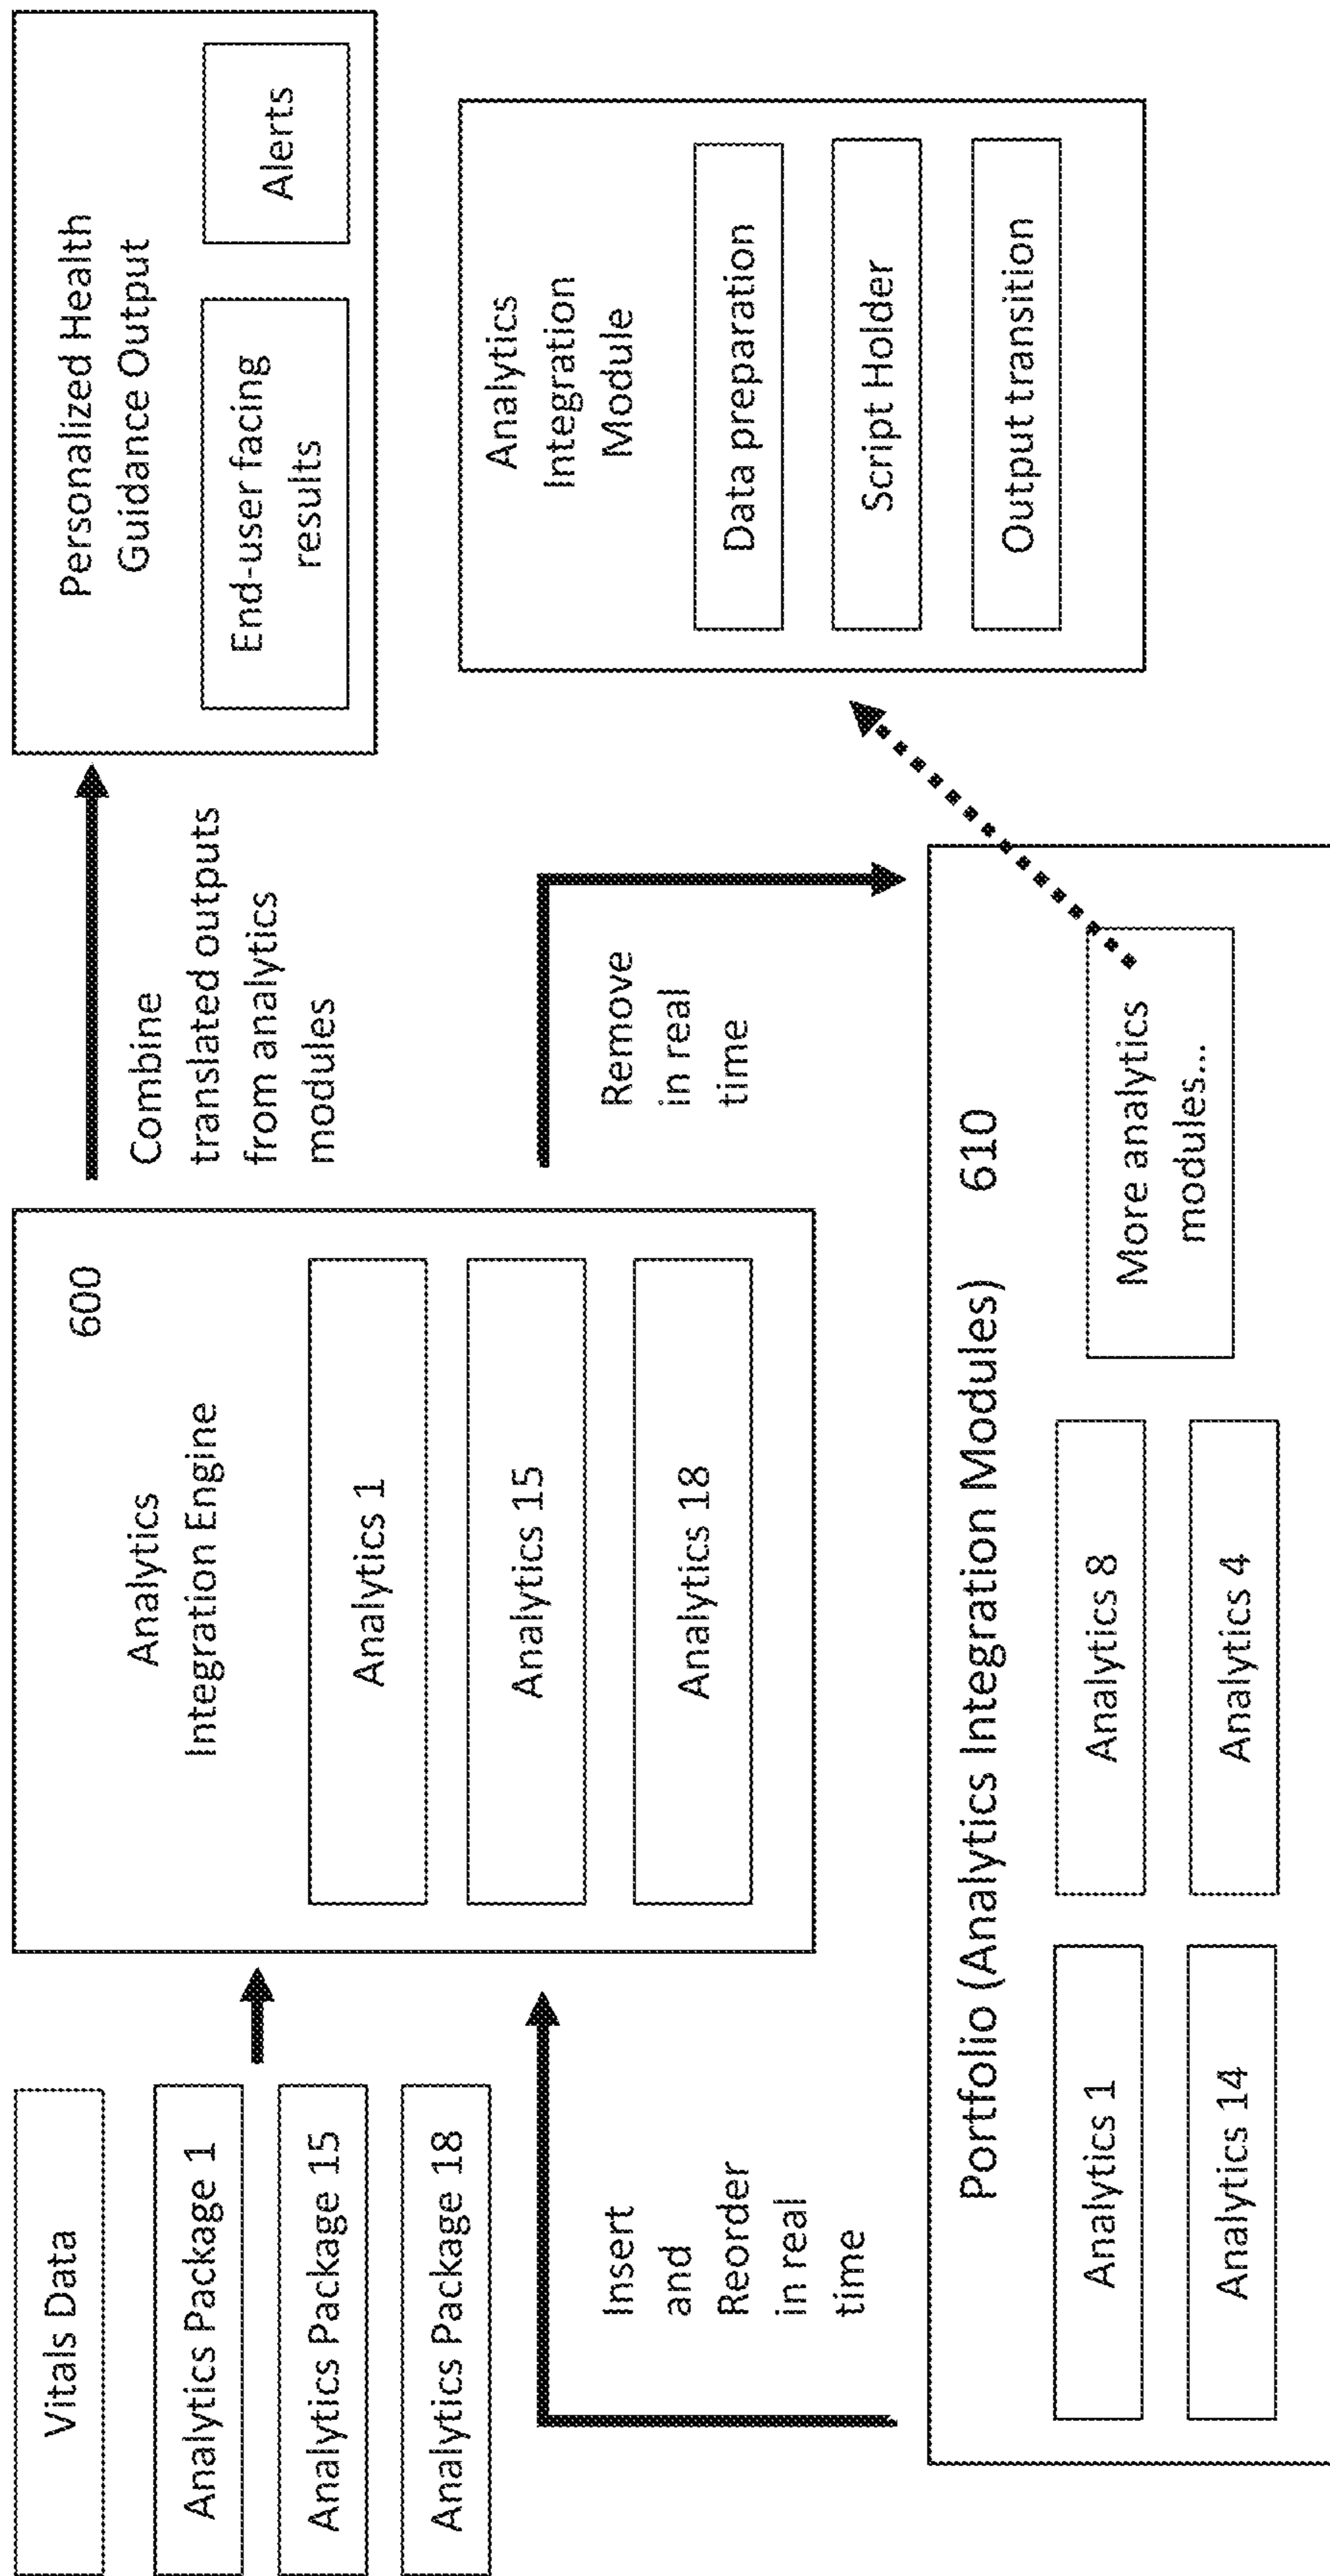 Vitals Data
Analytics Package 1
Analytics Package 15
Analytics Package 18
Insert
and
Reorder
in real
time
Analytics
Integration Engine
600
Analytics 1
Analytics 15
Analytics 18
Combine
translated outputs
from analytics
modules
Remove
in real
time
Personalized Health
Guidance Output
End-user facing
results
Alerts
Analytics
Integration
Module
Data preparation
Script Holder
Output transition
Portfolio (Analytics Integration Modules) 610
Analytics 1
Analytics 8
Analytics 14
Analytics 4
More analytics
modules...